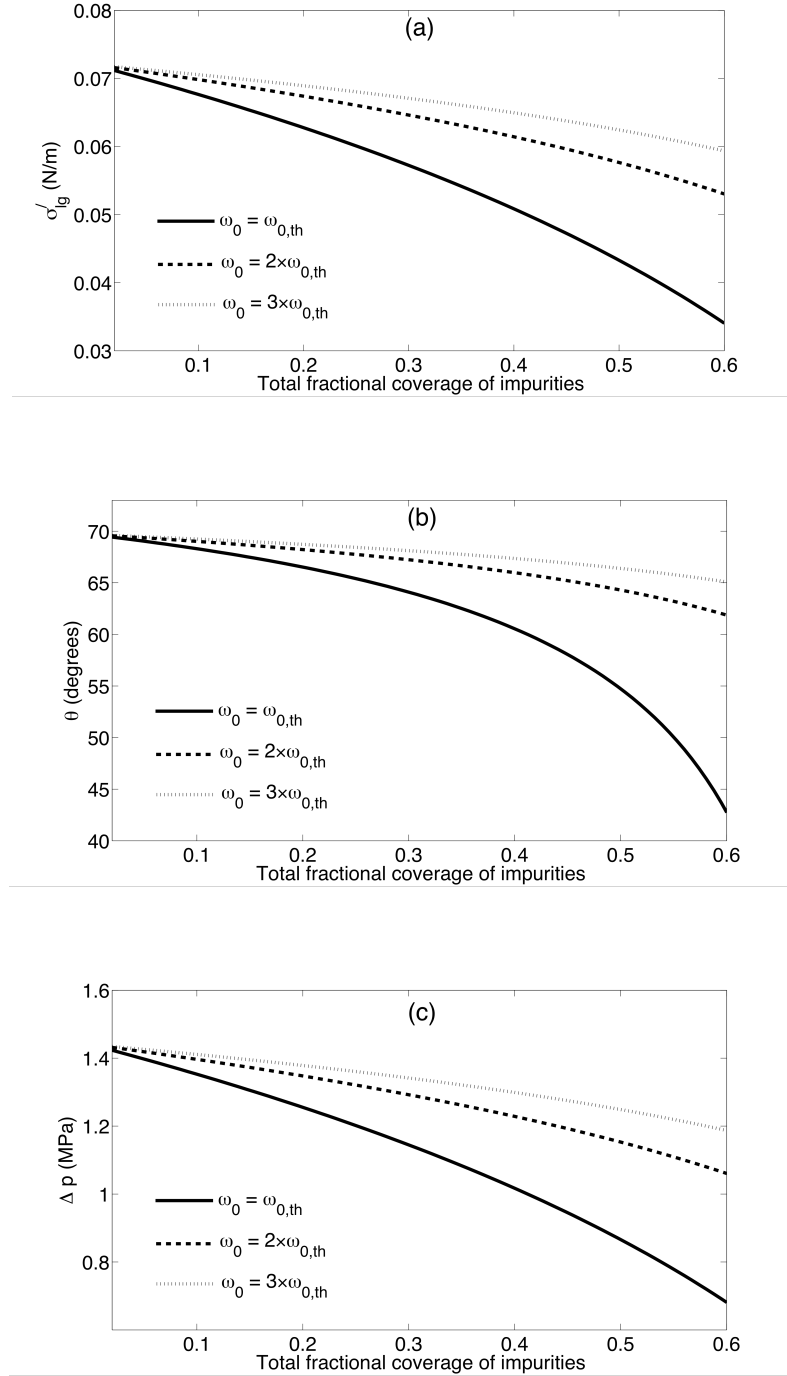 (a)
0.08
0.07
0.06
0.05
0.04
0.03
σ′lg (N/m)
ω0 = ω0,th
ω0 = 2×ω0,th
ω0 = 3×ω0,th
0.1 0.2 0.3 0.4 0.5 0.6
Total fractional coverage of impurities
(b)
70
65
60
55
50
45
40
θ (degrees)
ω0 = ω0,th
ω0 = 2×ω0,th
ω0 = 3×ω0,th
0.1 0.2 0.3 0.4 0.5 0.6
Total fractional coverage of impurities
(c)
1.6
1.4
1.2
1
0.8
Δ p (MPa)
ω0 = ω0,th
ω0 = 2×ω0,th
ω0 = 3×ω0,th
0.1 0.2 0.3 0.4 0.5 0.6
Total fractional coverage of impurities